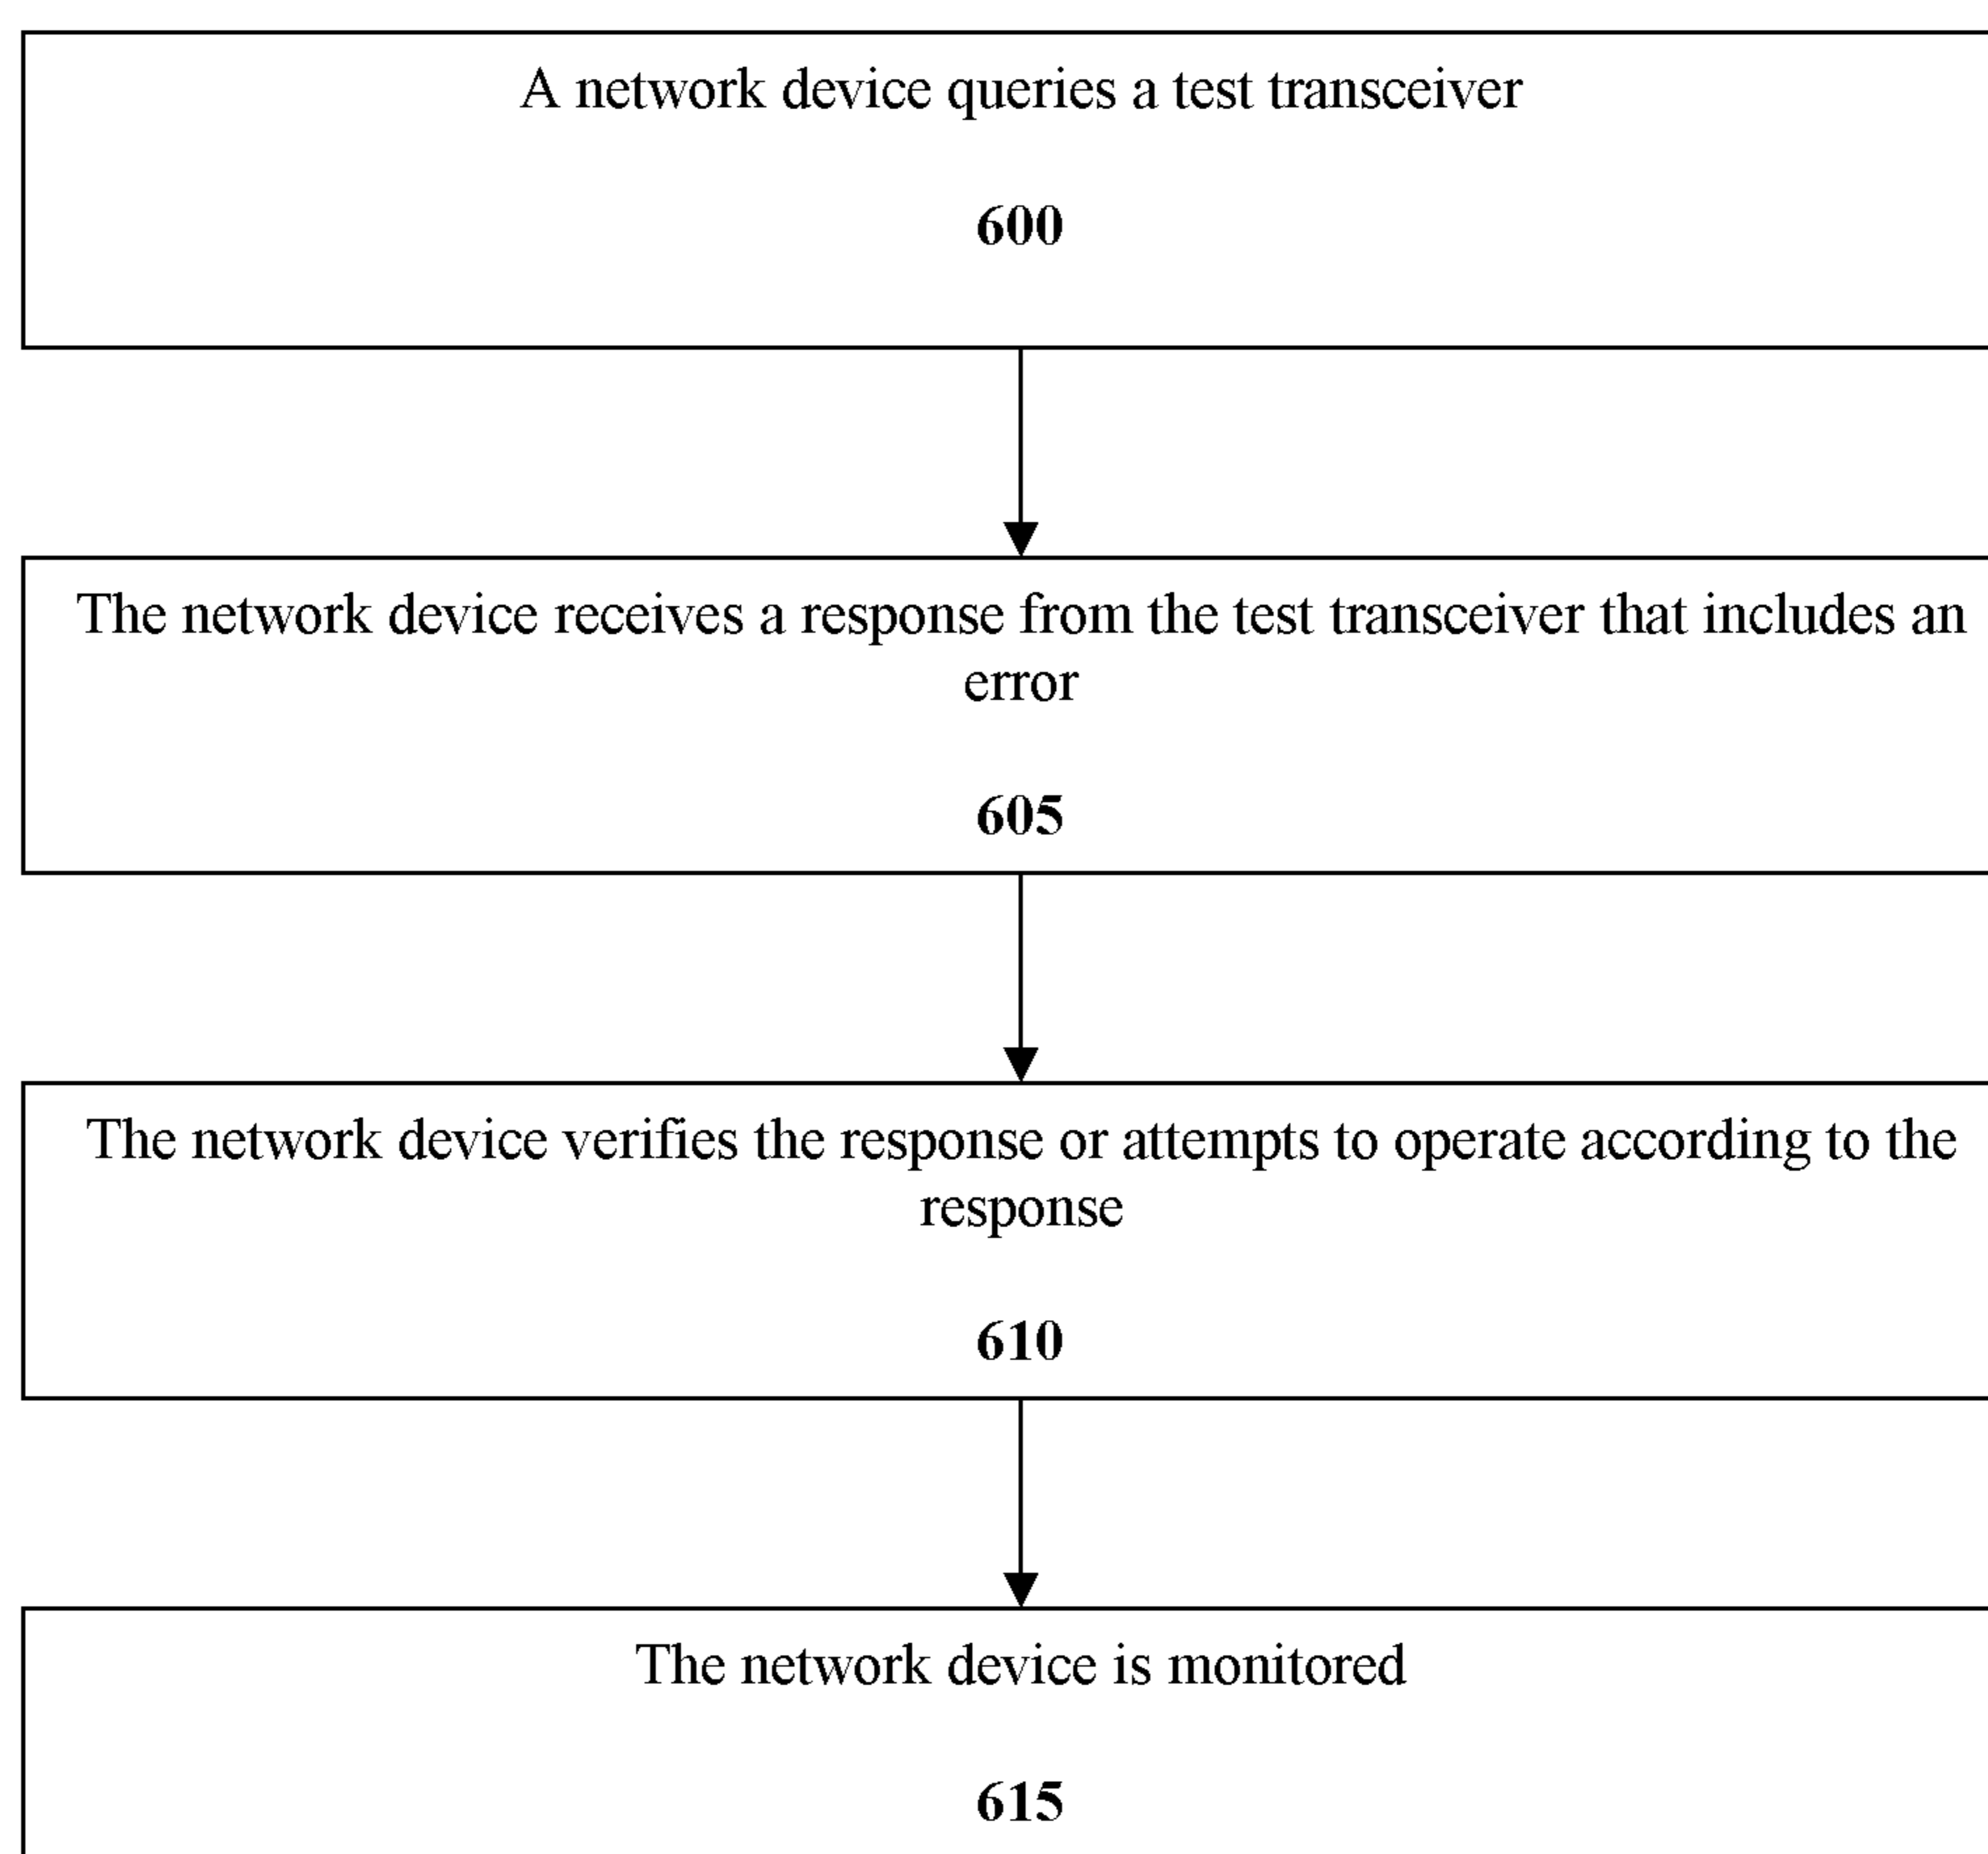 A network device queries a test transceiver
600
The network device receives a response from the test transceiver that includes an
error
605
The network device verifies the response or attempts to operate according to the
response
610
The network device is monitored
615